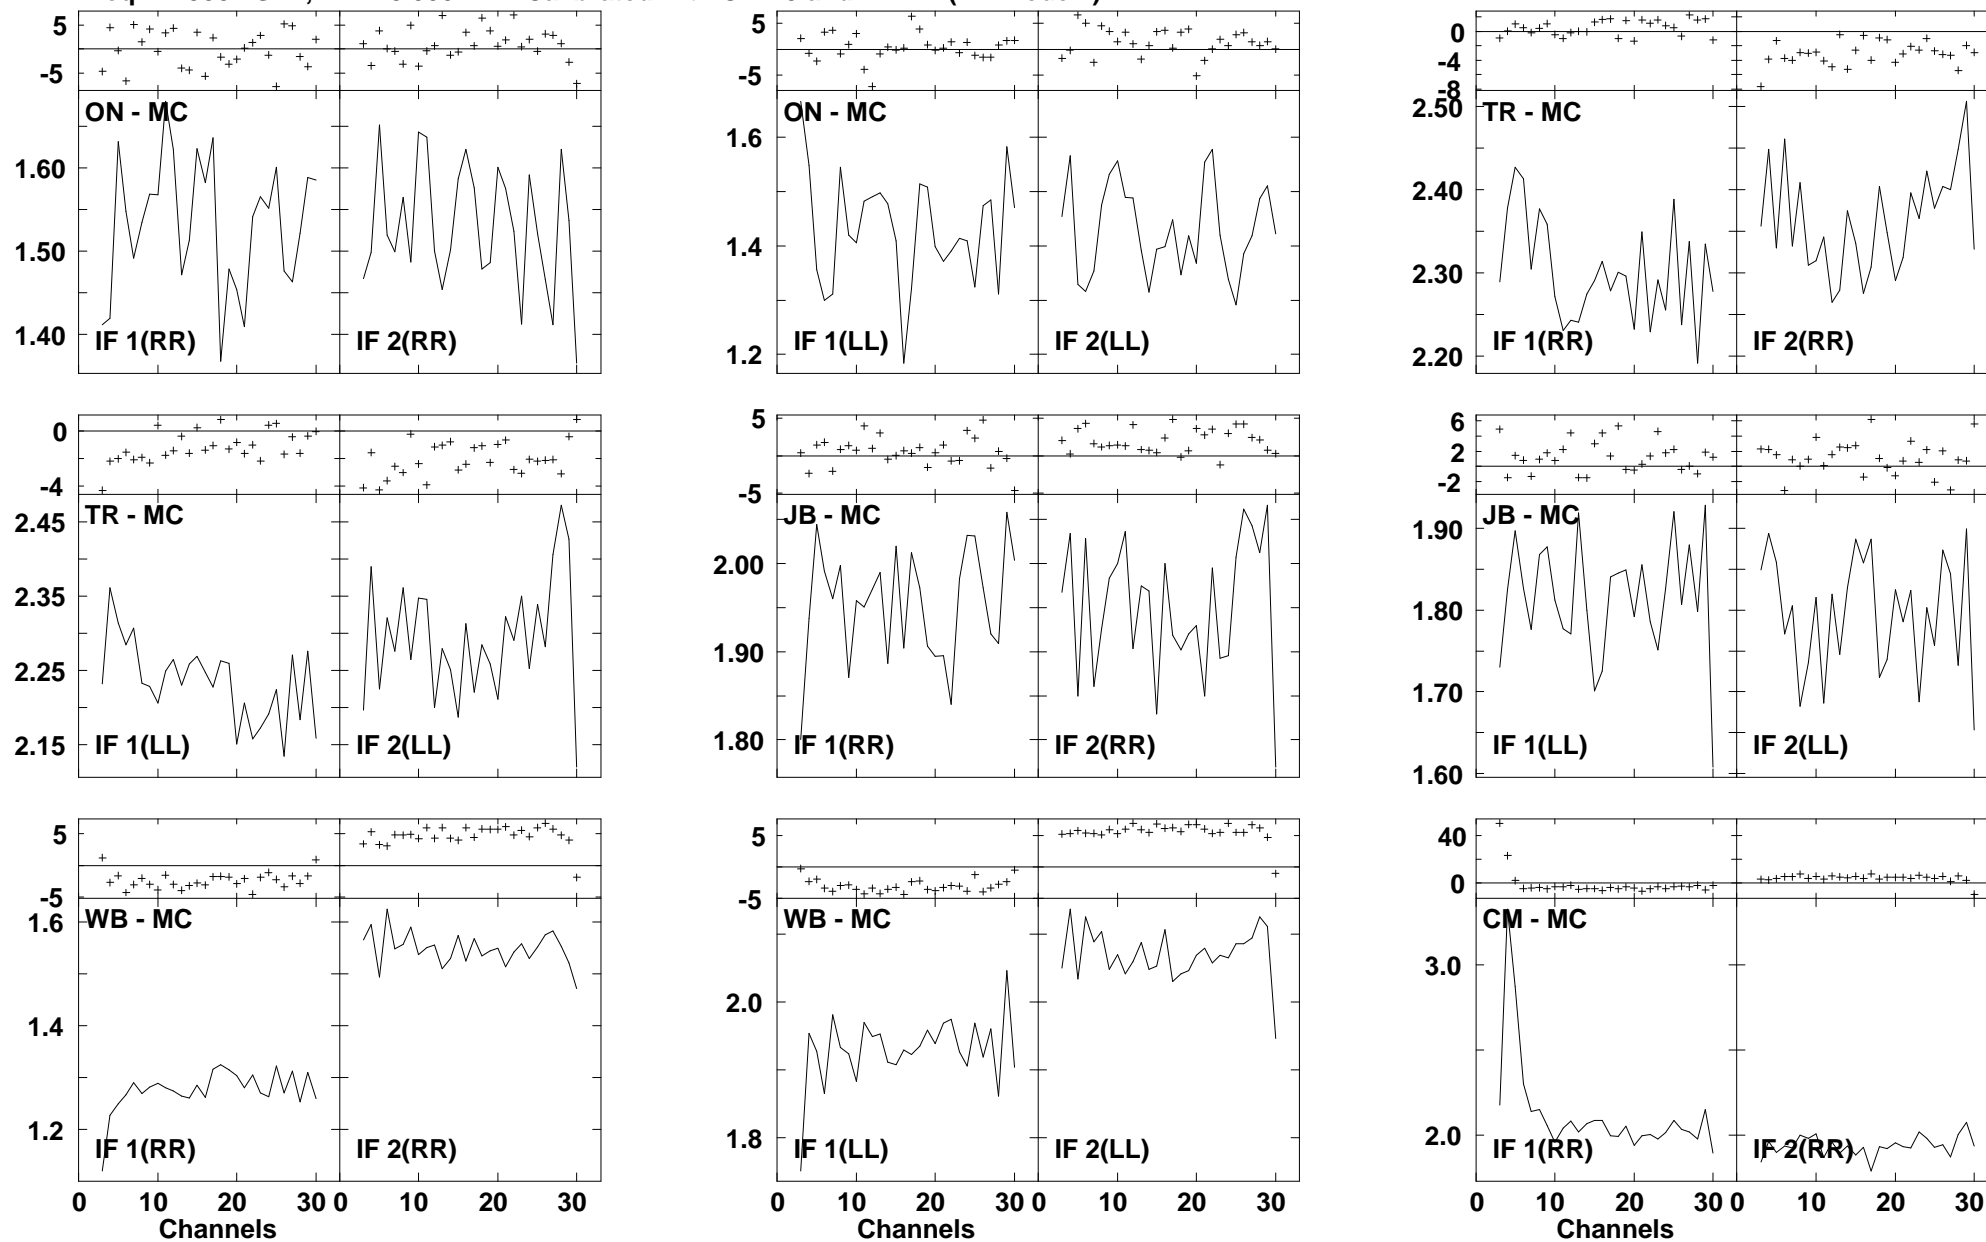 5 5 0
-5 -5 -4
-8
ON - MC ON - MC 2.50 TR - MC
1.60 1.6 2.40
1.50 1.4 2.30
1.40 IF 1(RR) IF 2(RR) 1.2 IF 1(LL) IF 2(LL) 2.20 IF 1(RR) IF 2(RR)
0 5 6
-4 -5 2
-2
TR - MC JB - MC JB - MC
2.45 2.00 1.90
2.35 1.90 1.80
2.25 1.80 1.70
2.15 IF 1(LL) IF 2(LL) IF 1(RR) IF 2(RR) 1.60 IF 1(LL) IF 2(LL)
5 5 40
-5 -5 0
WB - MC WB - MC CM - MC
1.6 2.0 3.0
1.4 1.8 2.0
1.2 IF 1(RR) IF 2(RR) IF 1(LL) IF 2(LL) IF 1(RR) IF 2(RR)
0 10 20 30 0 10 20 30 0 10 20 30 0 10 20 30 0 10 20 30 0 10 20 30
Channels Channels Channels